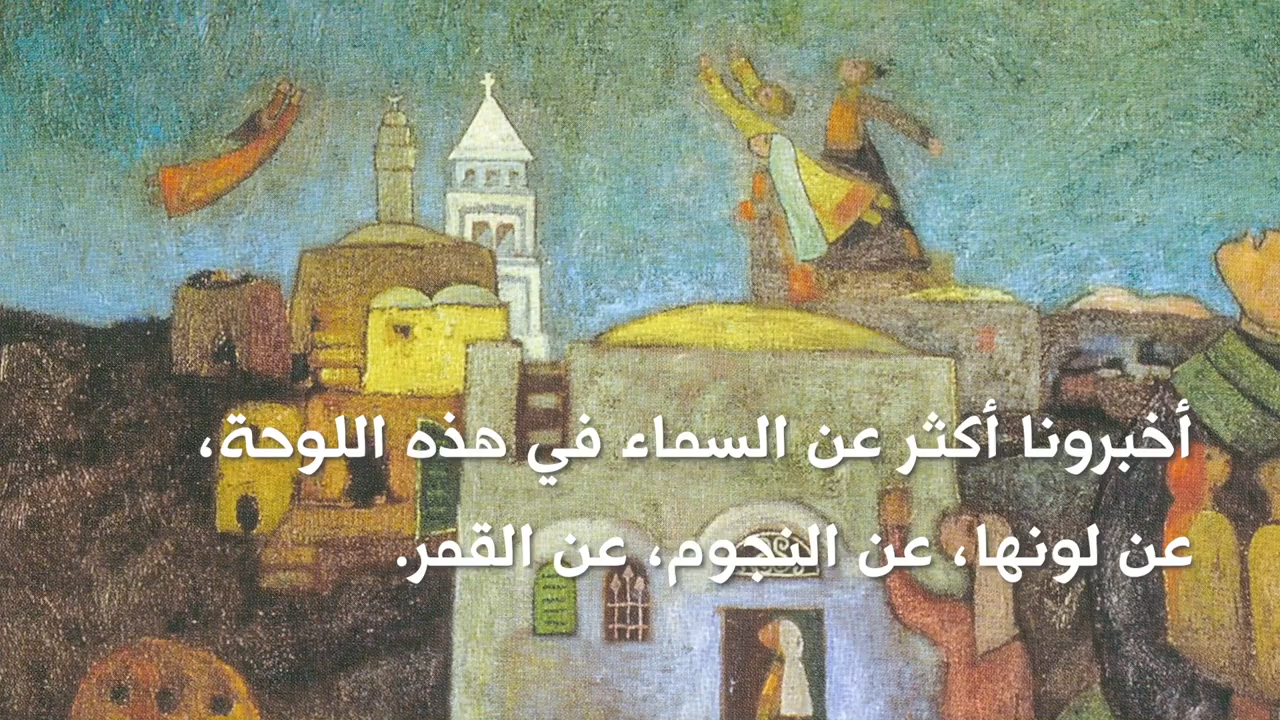 أخبرونا أكثر عن السماء في هذه اللوحة،
عن لونها، عن النجوم، عن القمر.